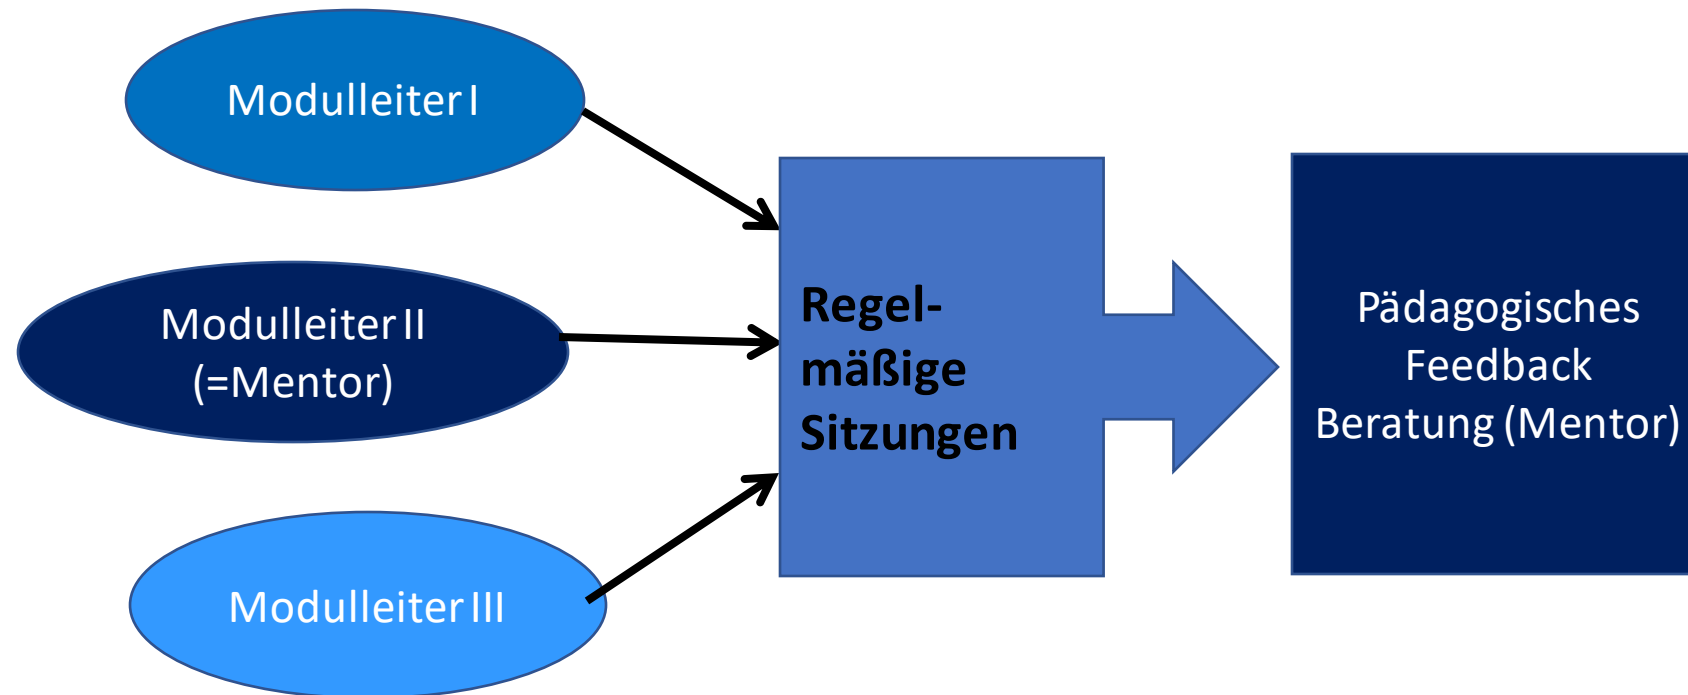 Modulleiter I
Modulleiter II
(=Mentor)
Modulleiter III
Regel-
mäßige
Sitzungen
Pädagogisches
Feedback
Beratung (Mentor)